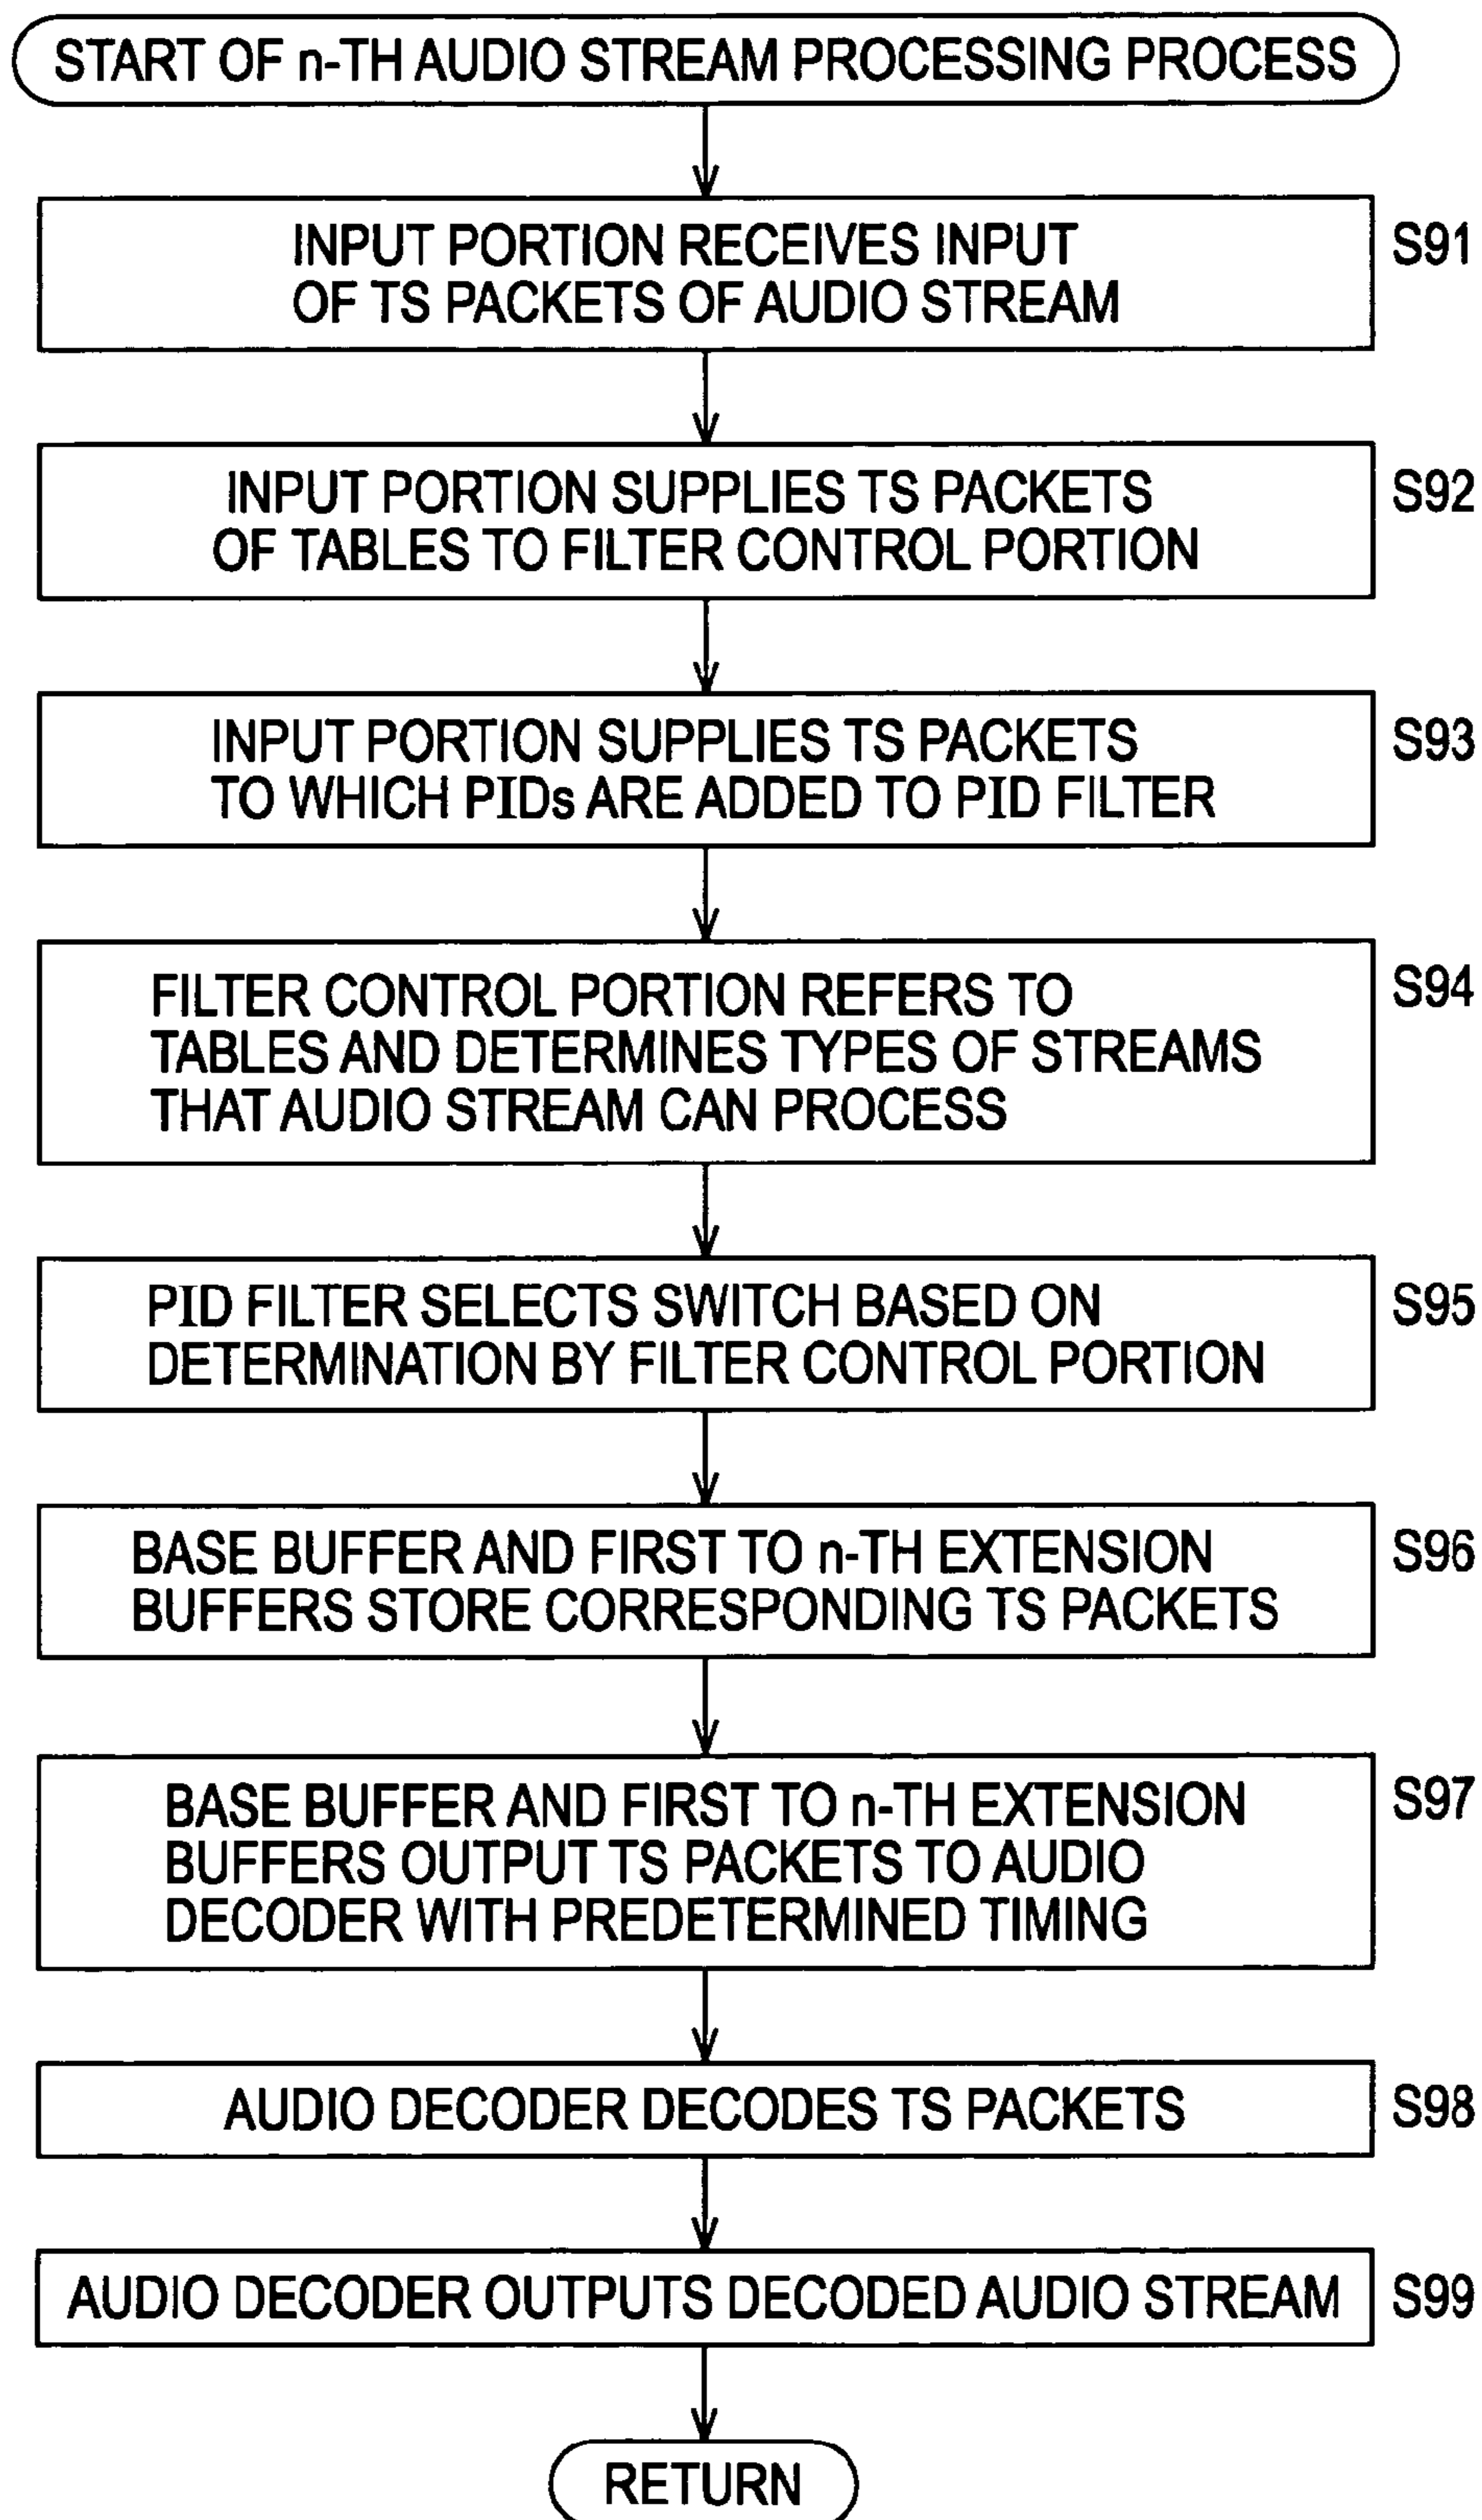 START OF n-TH AUDIO STREAM PROCESSING PROCESS
INPUT PORTION RECEIVES INPUT
OF TS PACKETS OF AUDIO STREAM
S91
INPUT PORTION SUPPLIES TS PACKETS
OF TABLES TO FILTER CONTROL PORTION
S92
INPUT PORTION SUPPLIES TS PACKETS
TO WHICH PIDs ARE ADDED TO PID FILTER
S93
FILTER CONTROL PORTION REFERS TO
TABLES AND DETERMINES TYPES OF STREAMS
THAT AUDIO STREAM CAN PROCESS
S94
PID FILTER SELECTS SWITCH BASED ON
DETERMINATION BY FILTER CONTROL PORTION
S95
BASE BUFFER AND FIRST TO n-TH EXTENSION
BUFFERS STORE CORRESPONDING TS PACKETS
S96
BASE BUFFER AND FIRST TO n-TH EXTENSION
BUFFERS OUTPUT TS PACKETS TO AUDIO
DECODER WITH PREDETERMINED TIMING
S97
AUDIO DECODER DECODES TS PACKETS
S98
AUDIO DECODER OUTPUTS DECODED AUDIO STREAM
S99
RETURN